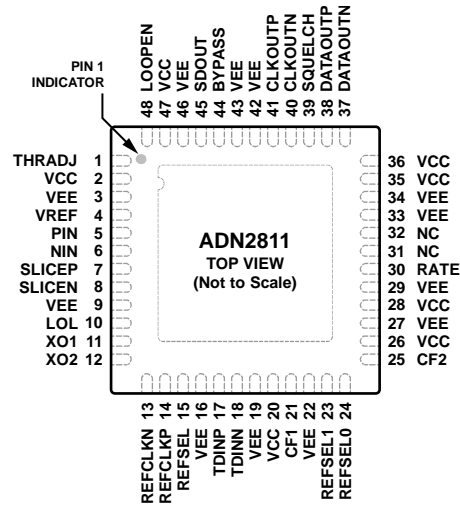 48 LOOPEN
47 VCC
46 VEE
45 SDOUT
44 BYPASS
43 VEE
42 VEE
41 CLKOUTP
40 CLKOUTN
39 SQUELCH
38 DATAOUTP
37 DATAOUTN
PIN 1
INDICATOR
THRADJ 1
VCC 2
VEE 3
VREF 4
PIN 5
NIN 6
SLICEP 7
SLICEN 8
VEE 9
LOL 10
XO1 11
XO2 12
ADN2811
TOP VIEW
(Not to Scale)
36 VCC
35 VCC
34 VEE
33 VEE
32 NC
31 NC
30 RATE
29 VEE
28 VCC
27 VEE
26 VCC
25 CF2
REFCLKN 13
REFCLKP 14
REFSEL 15
VEE 16
TDINP 17
TDINN 18
VEE 19
VCC 20
CF1 21
VEE 22
REFSEL1 23
REFSEL0 24